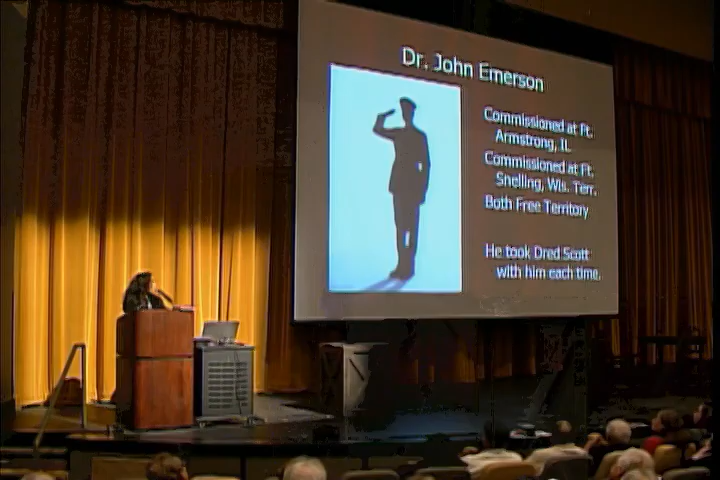 Dr. John Emerson
Commissioned at Ft.
Armstrong, IL
Commissioned at Ft.
Snelling, Wis. Terr.
Both Free Territory
He took Dred Scott
with him each time.